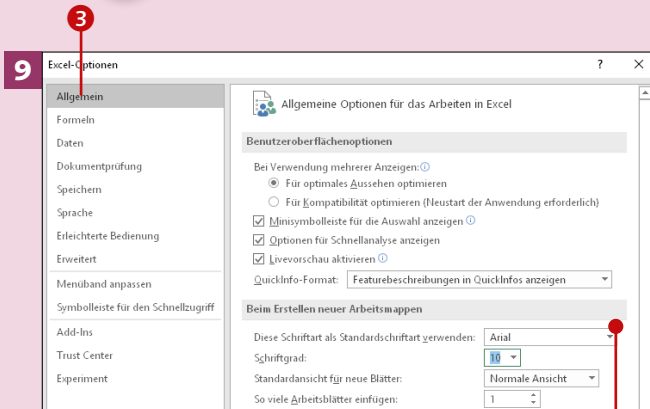 3
9
Excel-Optionen ? ×
Allgemein
Formeln
Daten
Dokumentprüfung
Speichern
Sprache
Erleichterte Bedienung
Erweitert
Menüband anpassen
Symbolleiste für den Schnellzugriff
Add-Ins
Trust Center
Experiment
Allgemeine Optionen für das Arbeiten in Excel
Benutzeroberflächenoptionen
Bei Verwendung mehrerer Anzeigen:
Für optimales Aussehen optimieren
Für Kompatibilität optimieren (Neustart der Anwendung erforderlich)
Minisymbolleiste für die Auswahl anzeigen
Optionen für Schnellanalyse anzeigen
Livevorschau aktivieren
QuickInfo-Format: Featurebeschreibungen in QuickInfos anzeigen
Beim Erstellen neuer Arbeitsmappen
Diese Schriftart als Standardschriftart verwenden: Arial
Schriftgrad: 10
Standardansicht für neue Blätter: Normale Ansicht
So viele Arbeitsblätter einfügen: 1